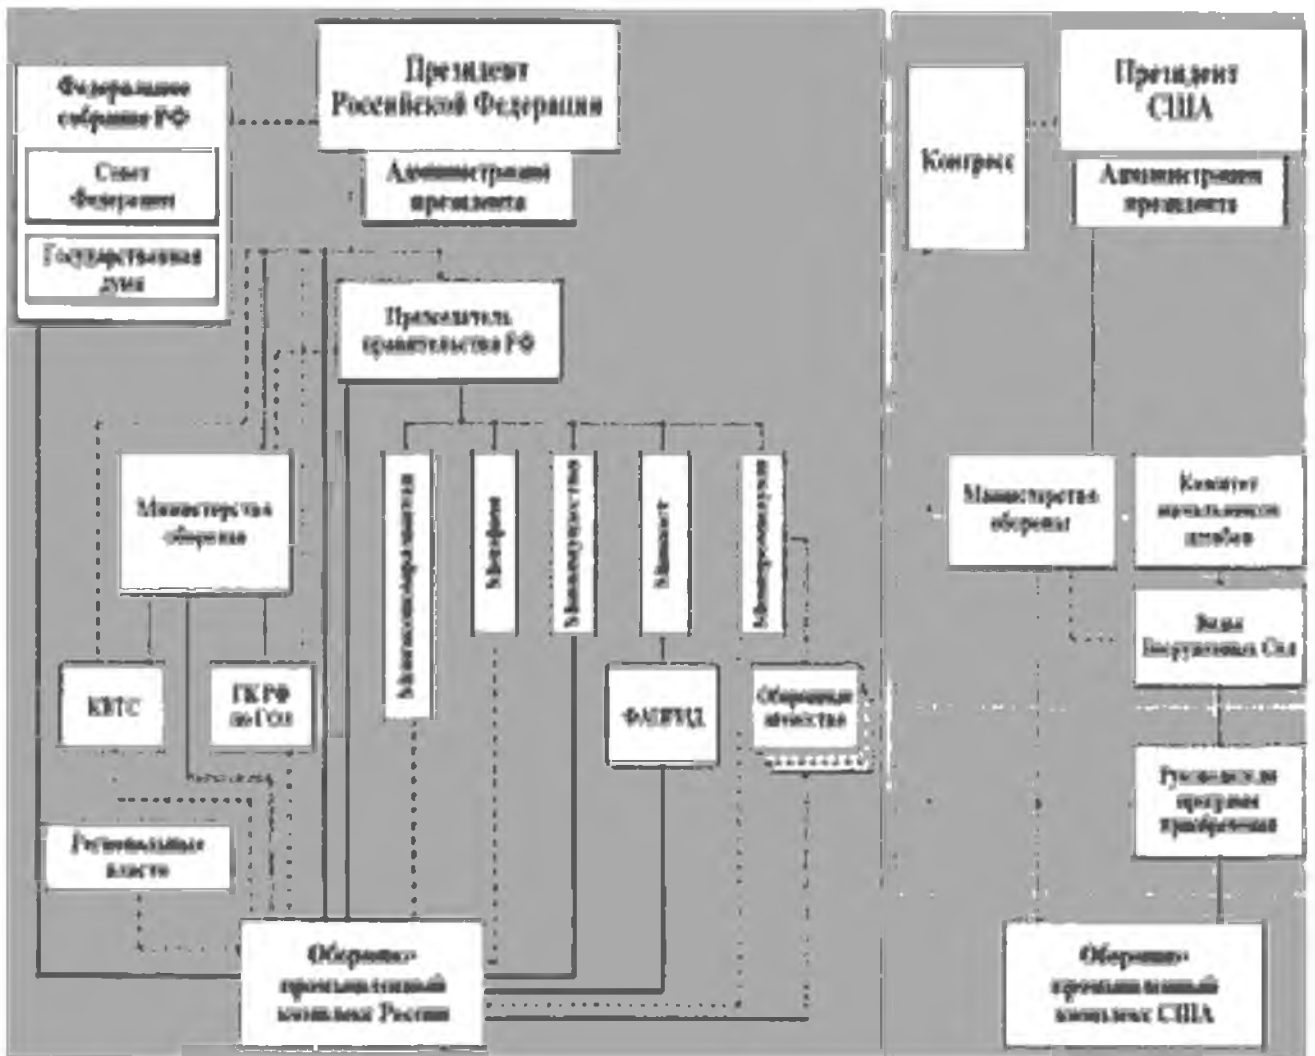 Федеральное
собрание РФ
Совет
Федерации
Государственная
дума
Президент
Российской Федерации
Администрация
президента
Председатель
правительства РФ
Министерство
обороны
КВТС
ГК РФ
по ГОЗ
Региональные
власти
Минэкономразвития
Минфин
Минимущество
Минюст
Минпромнауки
ФАПРИД
Оборонные
агентства
Оборонно-
промышленный
комплекс России
Конгресс
Президент
США
Администрация
президента
Министерство
обороны
Комитет
начальников
штабов
Виды
Вооруженных Сил
Руководители
программ
приобретения
Оборонно-
промышленный
комплекс США